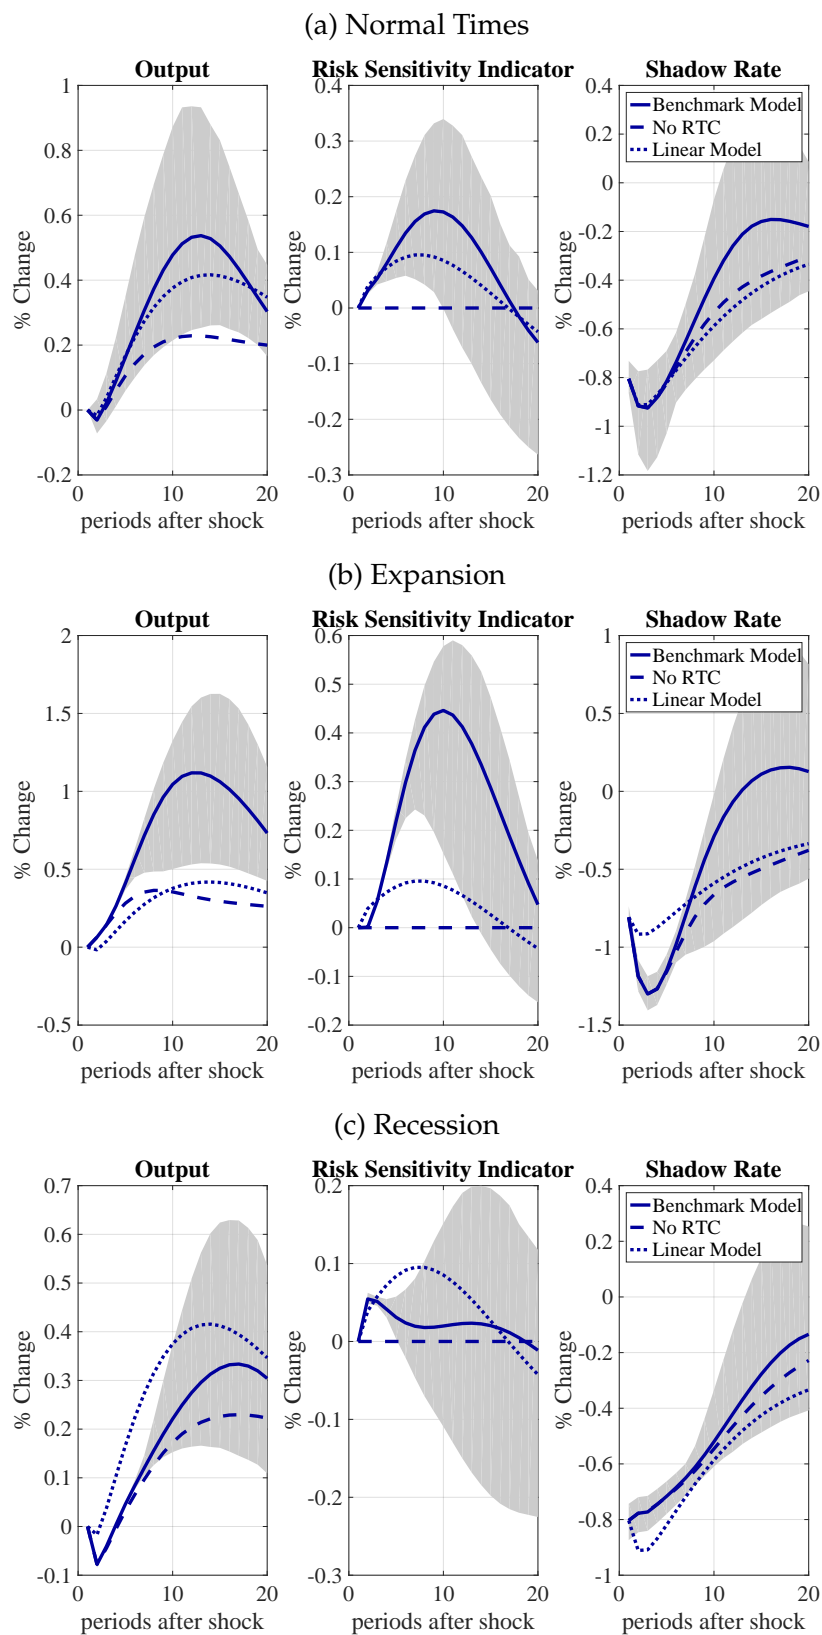 (a) Normal Times
Output
% Change
1
0.8
0.6
0.4
0.2
0
-0.2
0
10
20
periods after shock
Risk Sensitivity Indicator
% Change
0.4
0.3
0.2
0.1
0
-0.1
-0.2
-0.3
0
10
20
periods after shock
Shadow Rate
% Change
0.4
0.2
0
-0.2
-0.4
-0.6
-0.8
-1
-1.2
Benchmark Model
No RTC
Linear Model
0
10
20
periods after shock
(b) Expansion
Output
% Change
2
1.5
1
0.5
0
-0.5
0
10
20
periods after shock
Risk Sensitivity Indicator
% Change
0.6
0.5
0.4
0.3
0.2
0.1
0
-0.1
-0.2
0
10
20
periods after shock
Shadow Rate
% Change
1
0.5
0
-0.5
-1
-1.5
Benchmark Model
No RTC
Linear Model
0
10
20
periods after shock
(c) Recession
Output
% Change
0.7
0.6
0.5
0.4
0.3
0.2
0.1
0
-0.1
0
10
20
periods after shock
Risk Sensitivity Indicator
% Change
0.2
0.1
0
-0.1
-0.2
-0.3
0
10
20
periods after shock
Shadow Rate
% Change
0.4
0.2
0
-0.2
-0.4
-0.6
-0.8
-1
Benchmark Model
No RTC
Linear Model
0
10
20
periods after shock